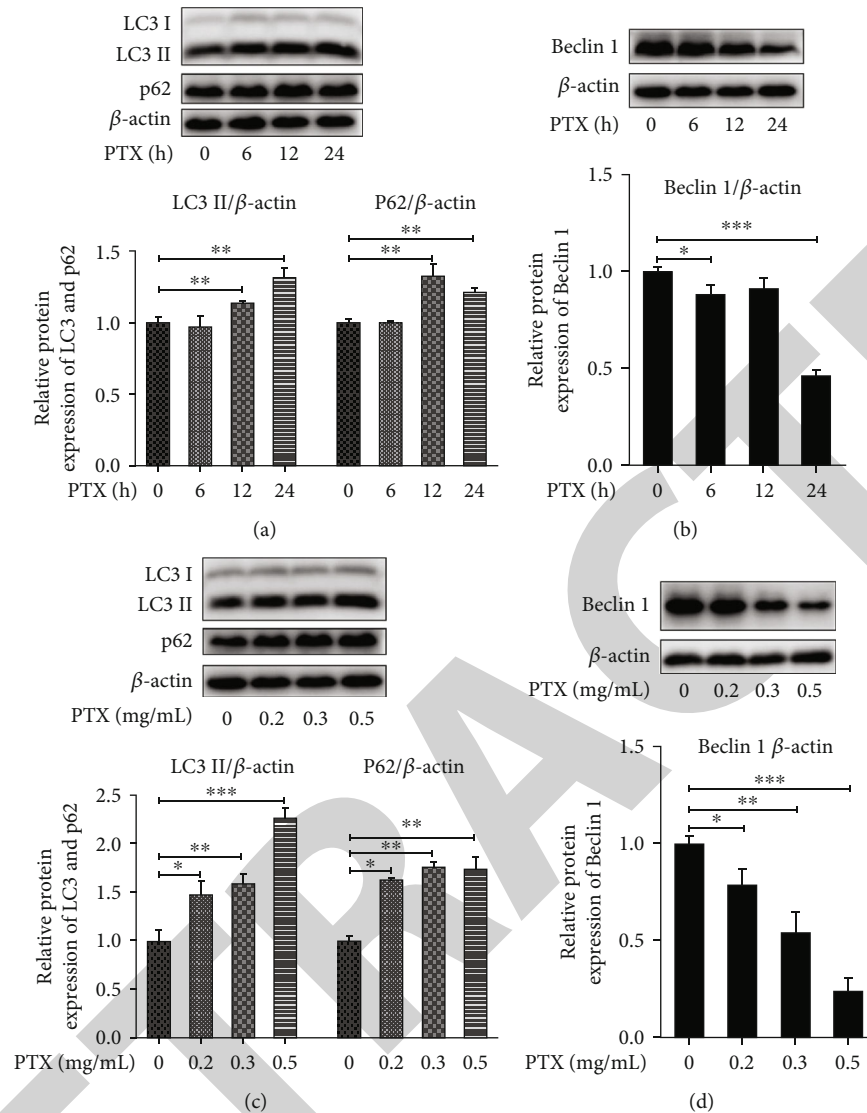 LC3 I
LC3 II
p62
β-actin
PTX (h) 0 6 12 24
LC3 II/β-actin P62/β-actin
** ** ** **
Relative protein
expression of LC3 and p62
1.5
1.0
0.5
0.0
PTX (h) 0 6 12 24 0 6 12 24
(a)
Beclin 1
β-actin
PTX (h) 0 6 12 24
Beclin 1/β-actin
***
*
Relative protein
expression of Beclin 1
1.5
1.0
0.5
0.0
PTX (h) 0 6 12 24
(b)
LC3 I
LC3 II
p62
β-actin
PTX (mg/mL) 0 0.2 0.3 0.5
LC3 II/β-actin P62/β-actin
***
**
*
**
**
*
Relative protein
expression of LC3 and p62
2.5
2.0
1.5
1.0
0.5
0.0
PTX (mg/mL) 0 0.2 0.3 0.5 0 0.2 0.3 0.5
(c)
Beclin 1
β-actin
PTX (mg/mL) 0 0.2 0.3 0.5
Beclin 1 β-actin
***
**
*
Relative protein
expression of Beclin 1
1.5
1.0
0.5
0.0
PTX (mg/mL) 0 0.2 0.3 0.5
(d)
TRACT